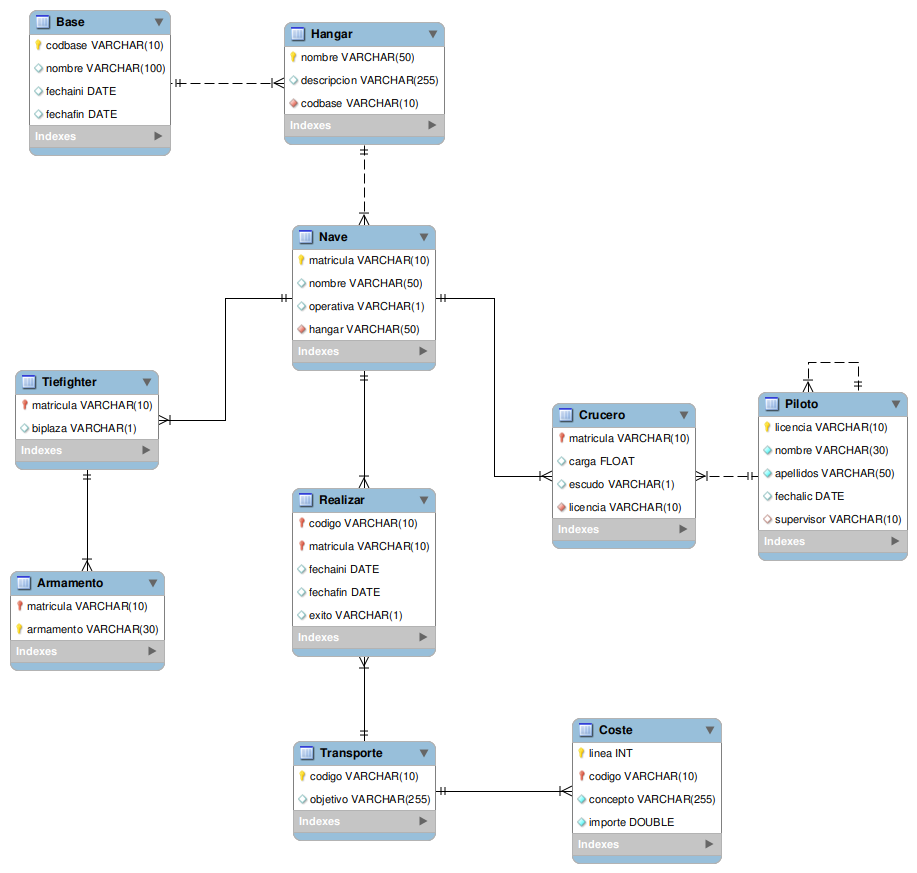 Base
codbase VARCHAR(10)
nombre VARCHAR(100)
fechaini DATE
fechafin DATE
Indexes
Hangar
nombre VARCHAR(50)
descripcion VARCHAR(255)
codbase VARCHAR(10)
Indexes
Nave
matricula VARCHAR(10)
nombre VARCHAR(50)
operativa VARCHAR(1)
hangar VARCHAR(50)
Indexes
Tiefighter
matricula VARCHAR(10)
biplaza VARCHAR(1)
Indexes
Crucero
matricula VARCHAR(10)
carga FLOAT
escudo VARCHAR(1)
licencia VARCHAR(10)
Indexes
Piloto
licencia VARCHAR(10)
nombre VARCHAR(30)
apellidos VARCHAR(50)
fechalic DATE
supervisor VARCHAR(10)
Indexes
Realizar
codigo VARCHAR(10)
matricula VARCHAR(10)
fechaini DATE
fechafin DATE
exito VARCHAR(1)
Indexes
Armamento
matricula VARCHAR(10)
armamento VARCHAR(30)
Indexes
Transporte
codigo VARCHAR(10)
objetivo VARCHAR(255)
Indexes
Coste
linea INT
codigo VARCHAR(10)
concepto VARCHAR(255)
importe DOUBLE
Indexes